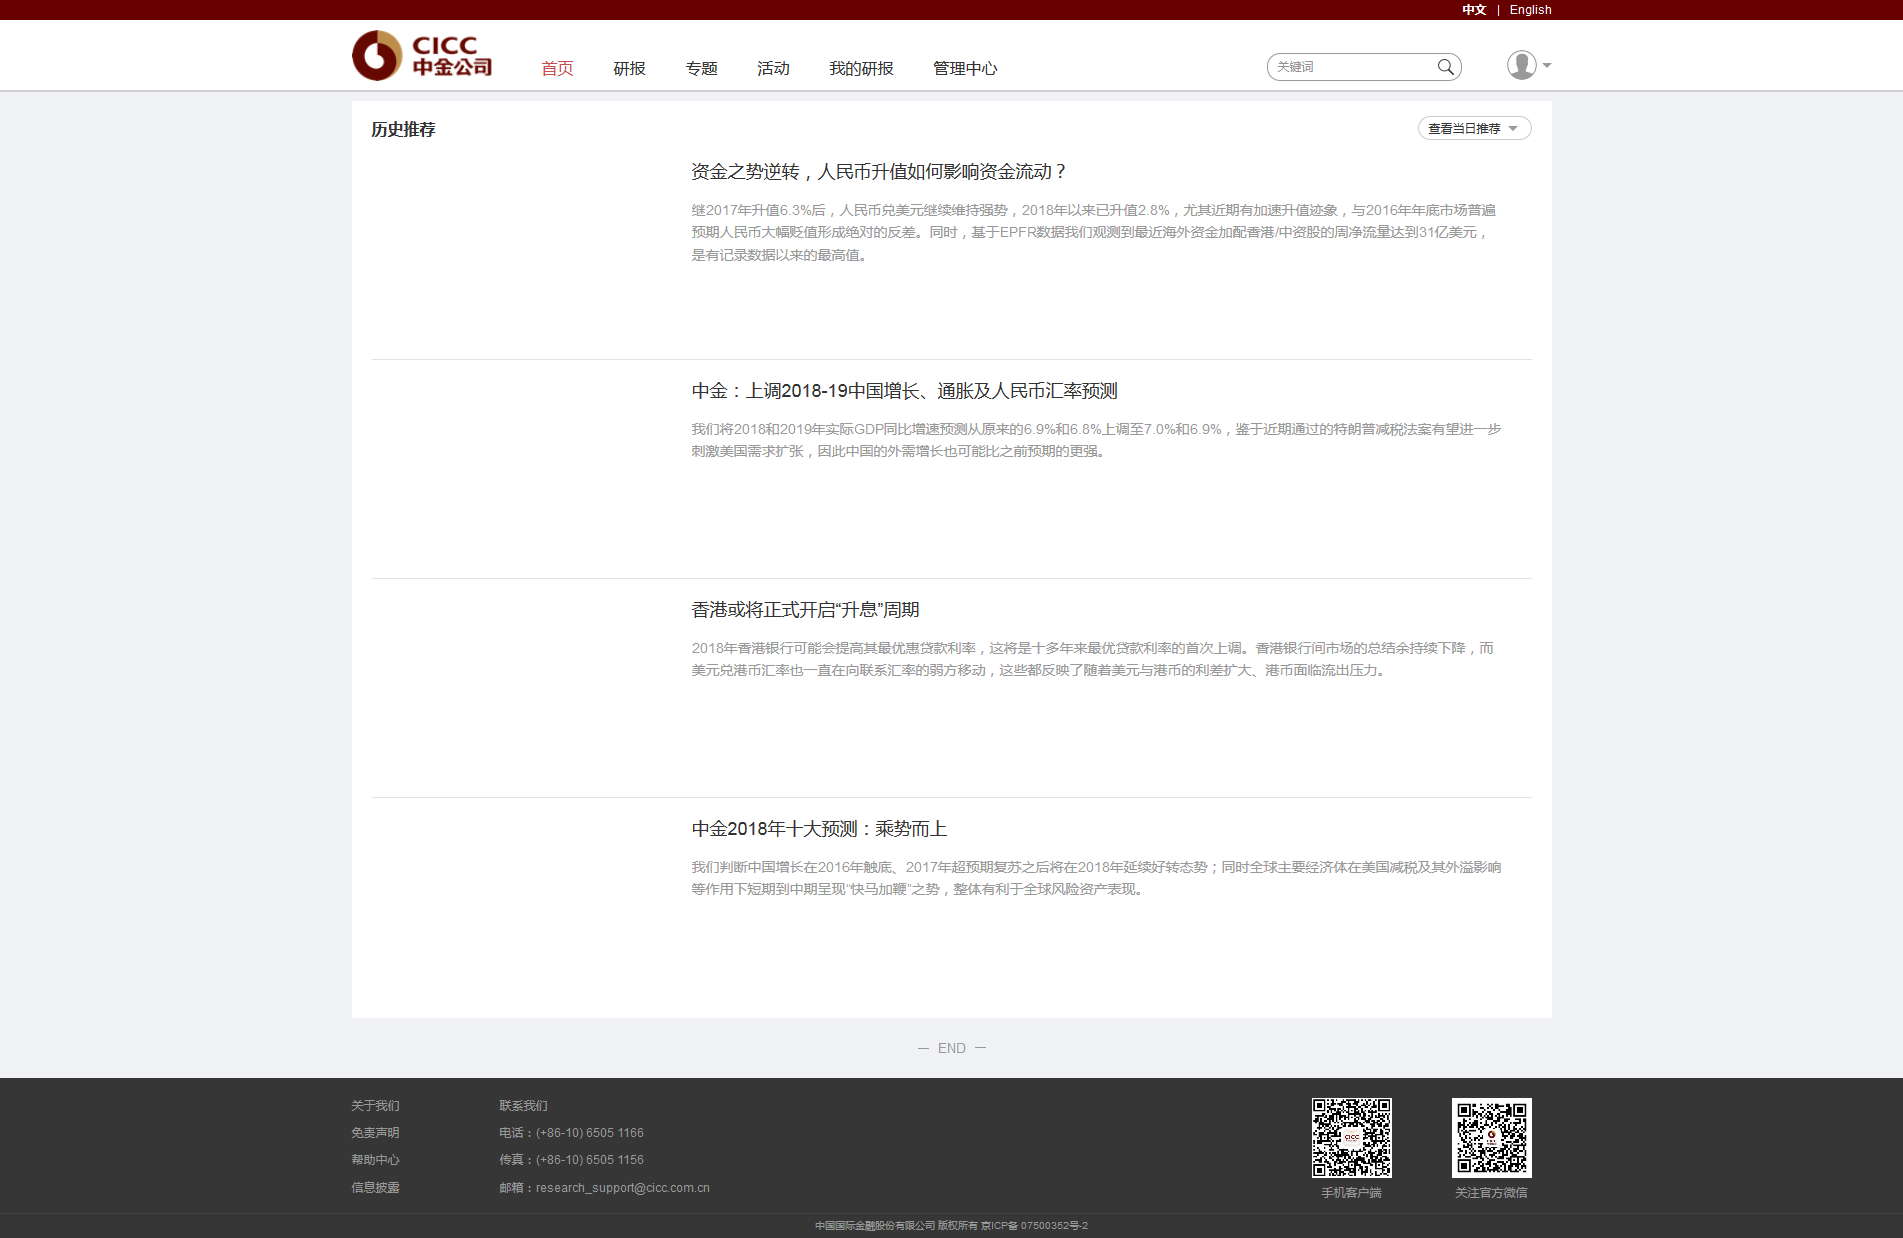 中文 | English
CICC
中金公司
首页 研报 专题 活动 我的研报 管理中心 关键词
历史推荐 查看当日推荐
资金之势逆转，人民币升值如何影响资金流动？
继2017年升值6.3%后，人民币兑美元继续维持强势，2018年以来已升值2.8%，尤其近期有加速升值迹象，与2016年年底市场普遍
预期人民币大幅贬值形成绝对的反差。同时，基于EPFR数据我们观测到最近海外资金加配香港/中资股的周净流量达到31亿美元，
是有记录数据以来的最高值。
中金：上调2018-19中国增长、通胀及人民币汇率预测
我们将2018和2019年实际GDP同比增速预测从原来的6.9%和6.8%上调至7.0%和6.9%，鉴于近期通过的特朗普减税法案有望进一步
刺激美国需求扩张，因此中国的外需增长也可能比之前预期的更强。
香港或将正式开启“升息”周期
2018年香港银行可能会提高其最优惠贷款利率，这将是十多年来最优贷款利率的首次上调。香港银行间市场的总结余持续下降，而
美元兑港币汇率也一直在向联系汇率的弱方移动，这些都反映了随着美元与港币的利差扩大、港币面临流出压力。
中金2018年十大预测：乘势而上
我们判断中国增长在2016年触底、2017年超预期复苏之后将在2018年延续好转态势；同时全球主要经济体在美国减税及其外溢影响
等作用下短期到中期呈现“快马加鞭”之势，整体有利于全球风险资产表现。
— END —
关于我们 联系我们
免责声明 电话：(+86-10) 6505 1166
帮助中心 传真：(+86-10) 6505 1156
信息披露 邮箱：research_support@cicc.com.cn
CICC
手机客户端 关注官方微信
中国国际金融股份有限公司 版权所有 京ICP备 07500352号-2